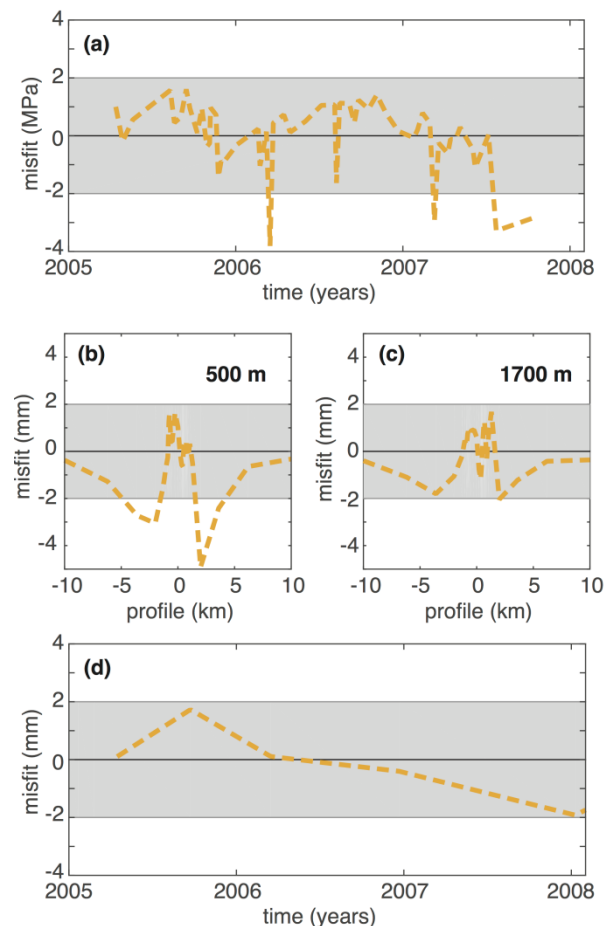 (a)
misfit (MPa)
4
2
0
-2
-4
2005 2006 2007 2008
time (years)
(b) 500 m
misfit (mm)
4
2
0
-2
-4
-10 -5 0 5 10
profile (km)
(c) 1700 m
misfit (mm)
4
2
0
-2
-4
-10 -5 0 5 10
profile (km)
(d)
misfit (mm)
4
2
0
-2
-4
2005 2006 2007 2008
time (years)